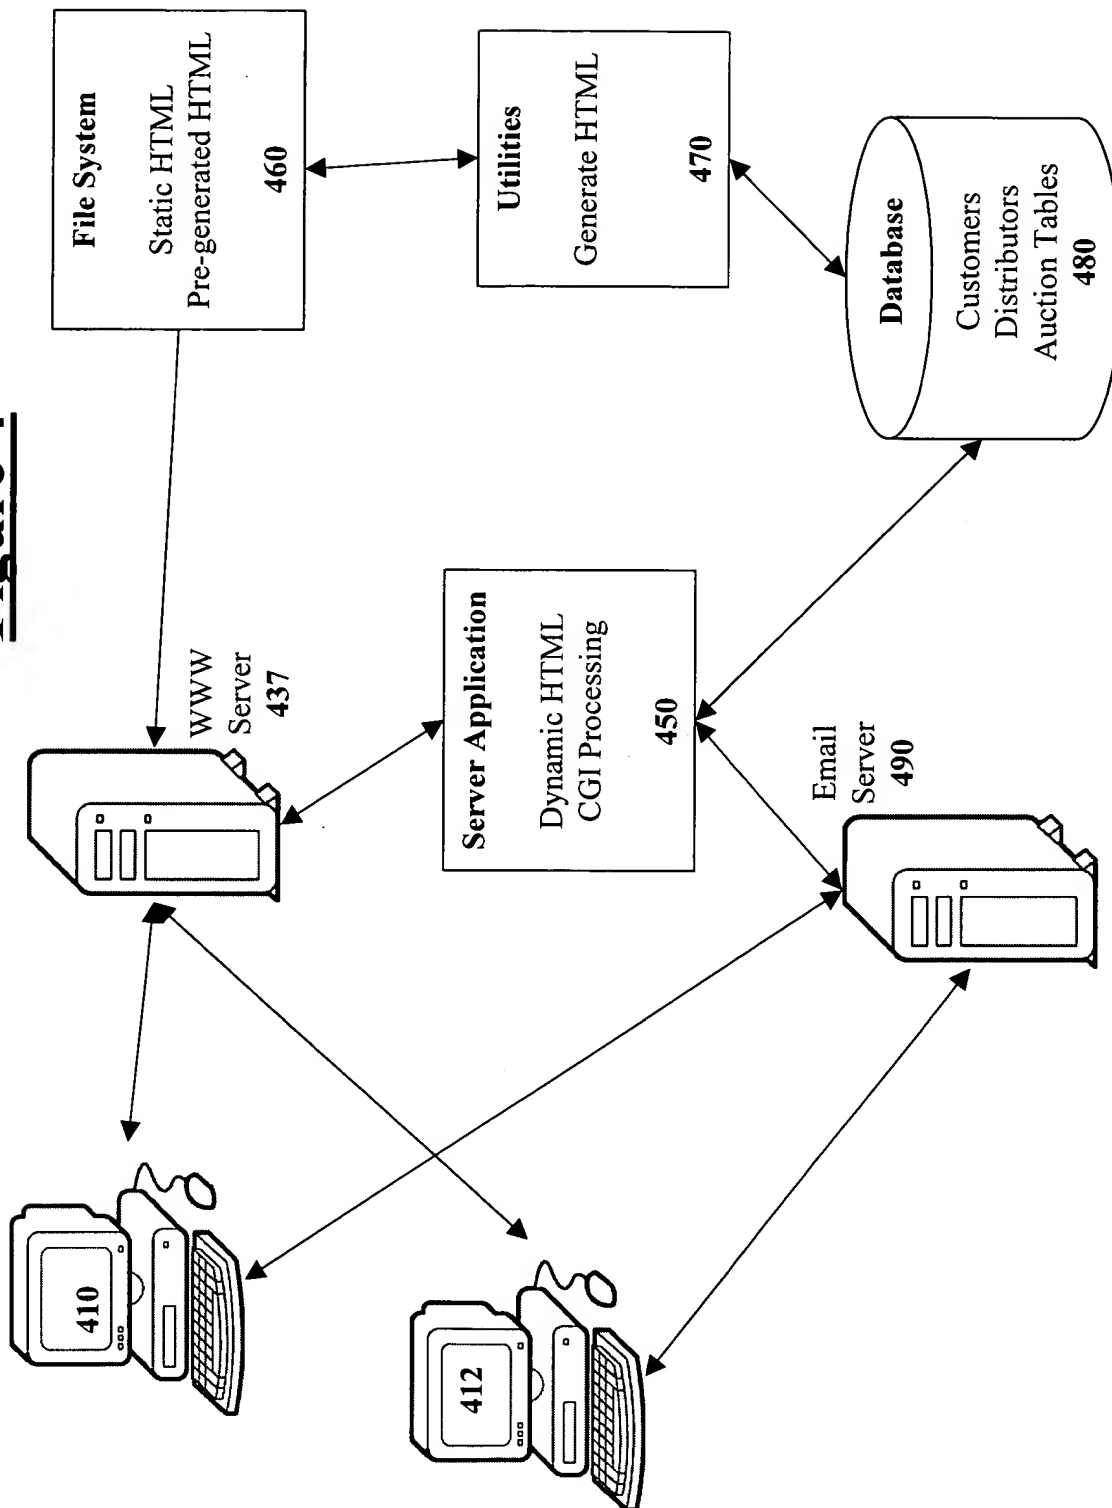 File System
Static HTML
Pre-generated HTML
460
Utilities
Generate HTML
470
Database
Customers
Distributors
Auction Tables
480
WWW
Server
437
Server Application
Dynamic HTML
CGI Processing
450
Email
Server
490
410
412